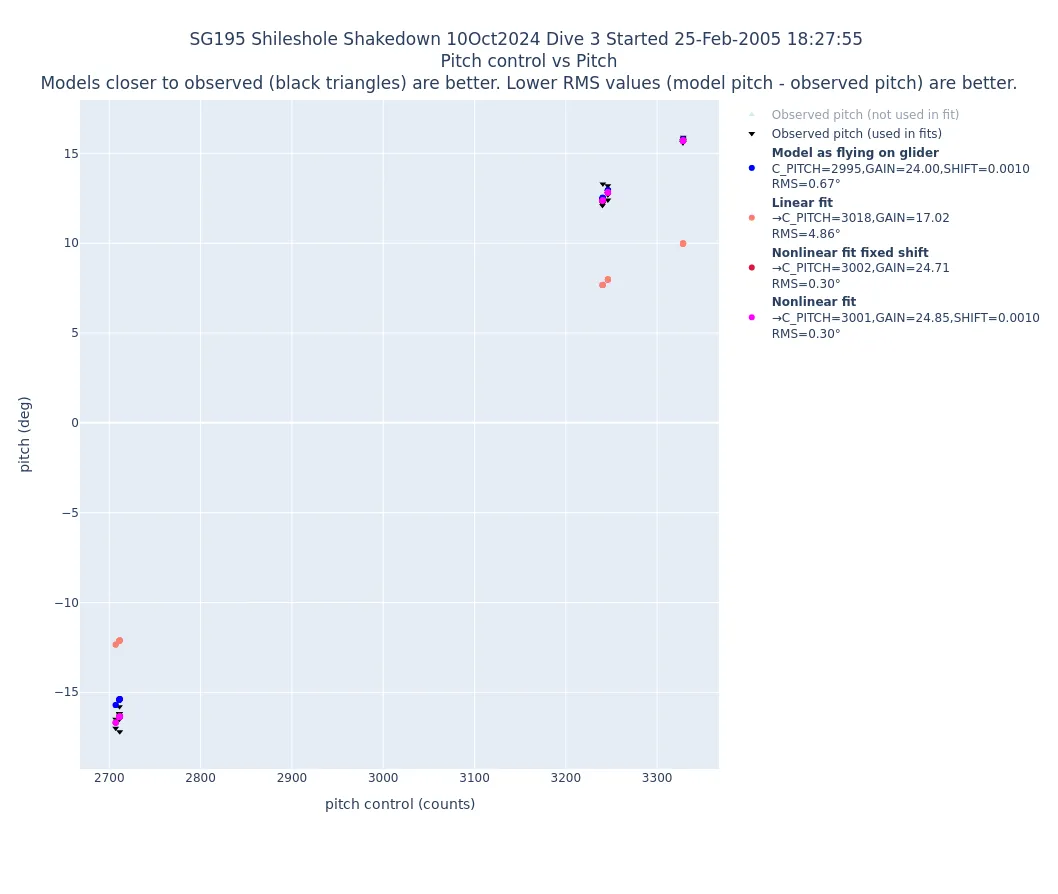 SG195 Shileshole Shakedown 10Oct2024 Dive 3 Started 25-Feb-2005 18:27:55
Pitch control vs Pitch
Models closer to observed (black triangles) are better. Lower RMS values (model pitch - observed pitch) are better.
Observed pitch (not used in fit)
Observed pitch (used in fits)
Model as flying on glider
C_PITCH=2995,GAIN=24.00,SHIFT=0.0010
RMS=0.67°
Linear fit
→C_PITCH=3018,GAIN=17.02
RMS=4.86°
Nonlinear fit fixed shift
→C_PITCH=3002,GAIN=24.71
RMS=0.30°
Nonlinear fit
→C_PITCH=3001,GAIN=24.85,SHIFT=0.0010
RMS=0.30°
15
10
5
0
−5
−10
−15
pitch (deg)
2700 2800 2900 3000 3100 3200 3300
pitch control (counts)